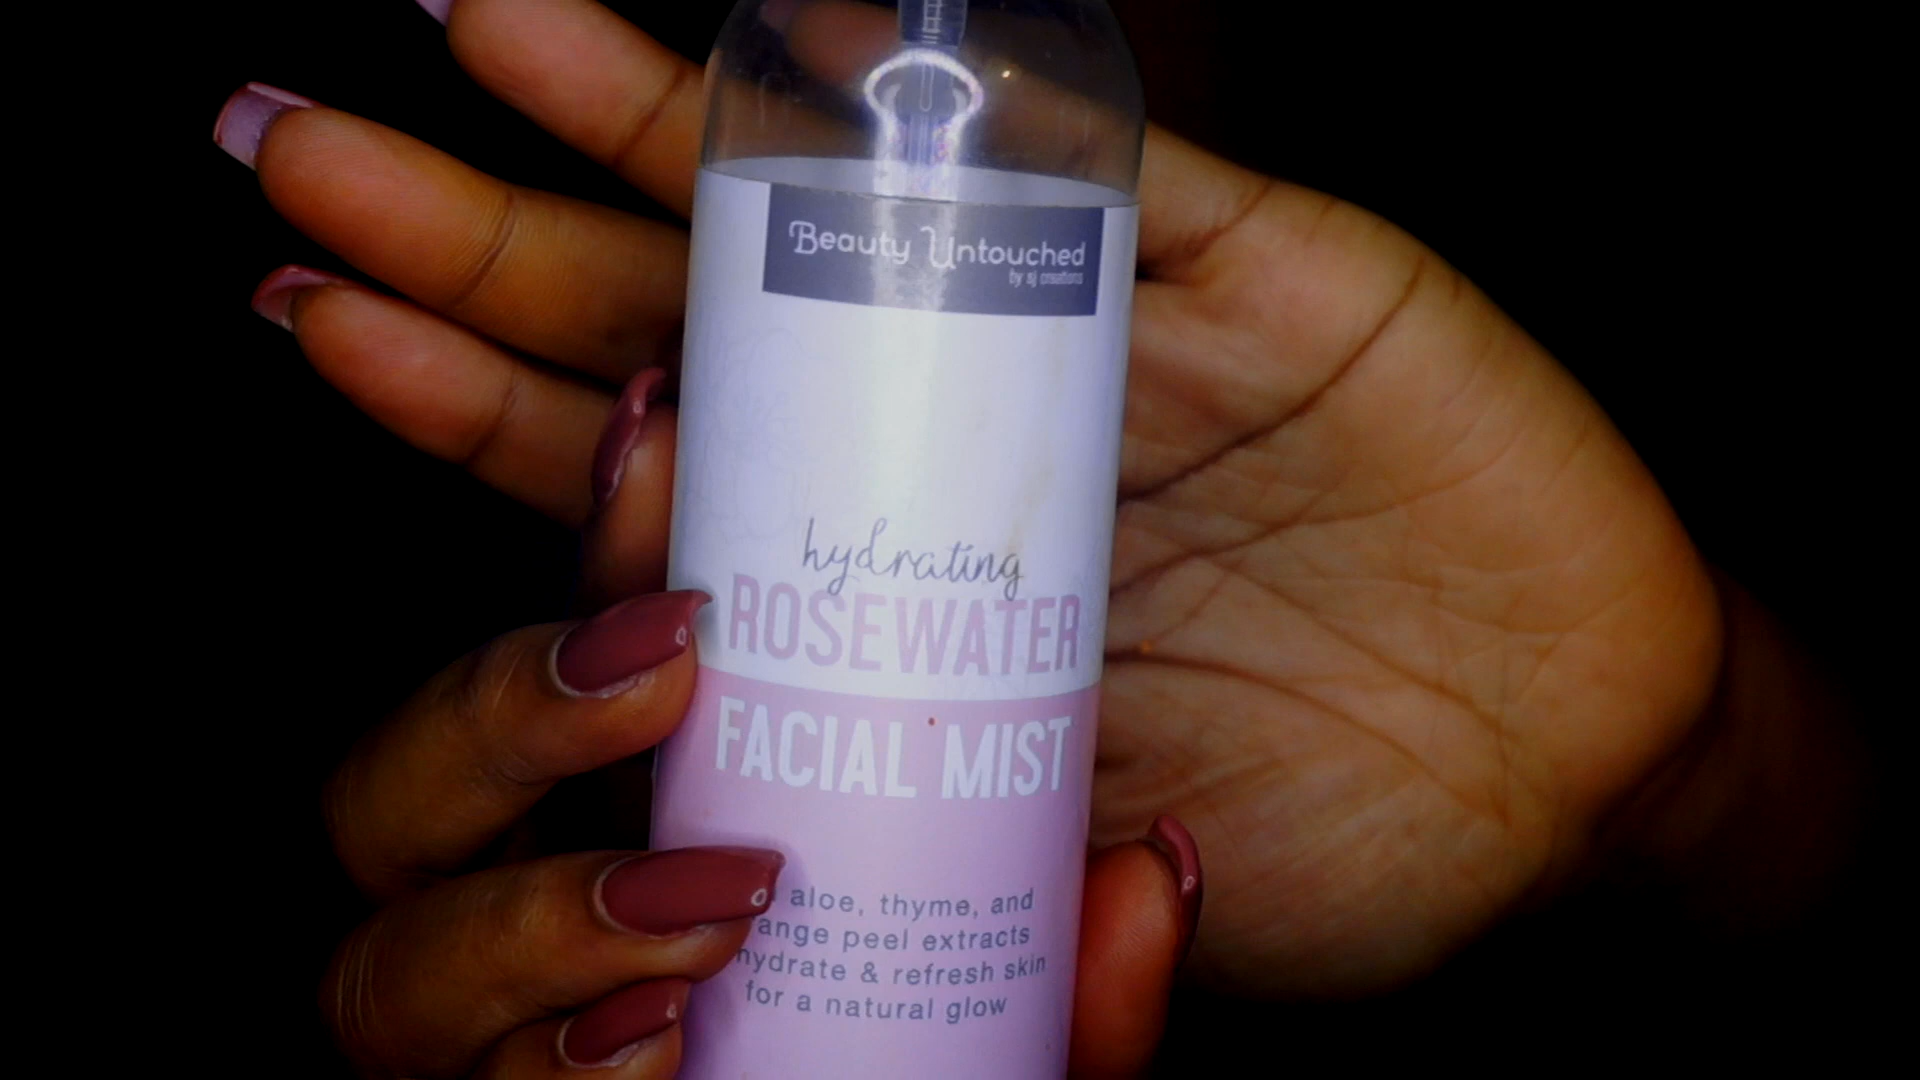 Beauty Untouched
by sj creations
hydrating
ROSEWATER
FACIAL MIST
aloe, thyme, and
ange peel extracts
hydrate & refresh skin
for a natural glow